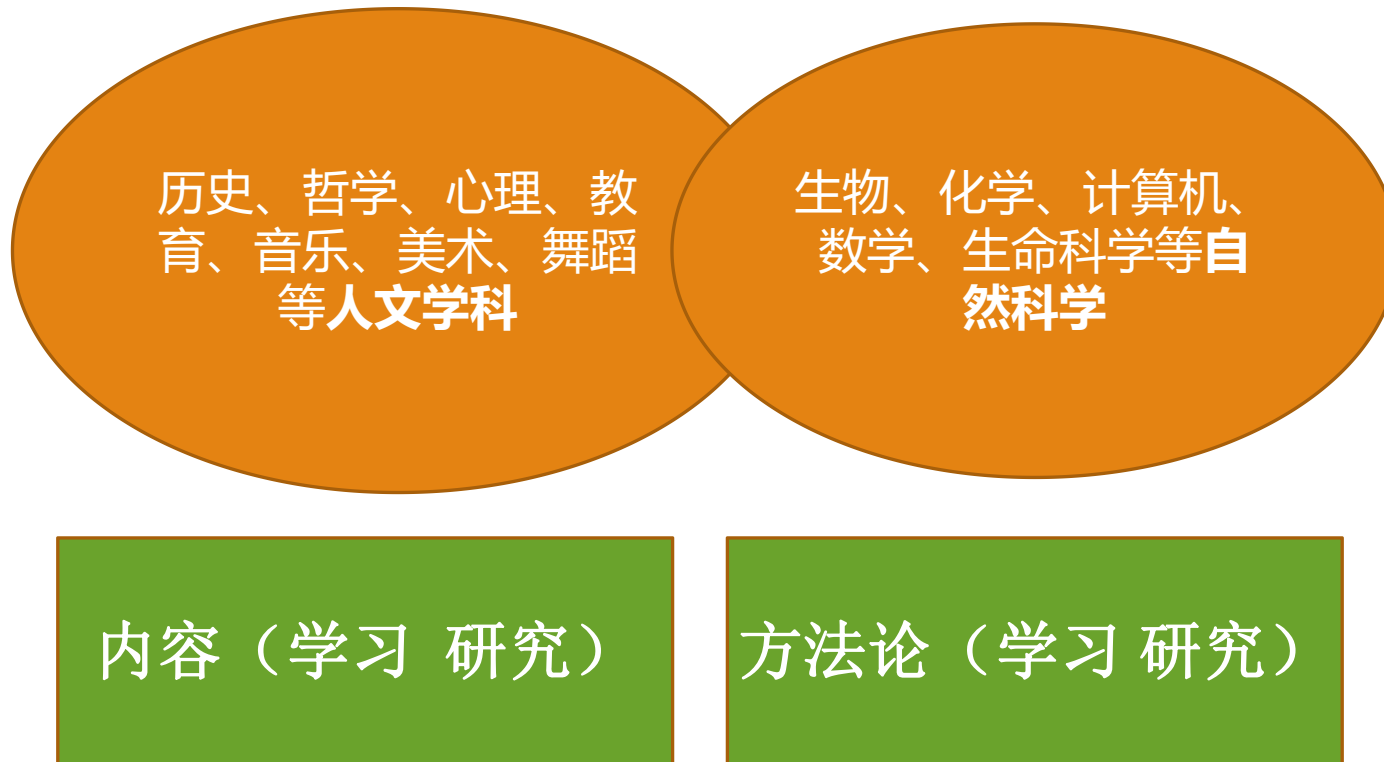 历史、哲学、心理、教
育、音乐、美术、舞蹈
等人文学科
生物、化学、计算机、
数学、生命科学等自
然科学
内容（学习 研究）
方法论（学习 研究）